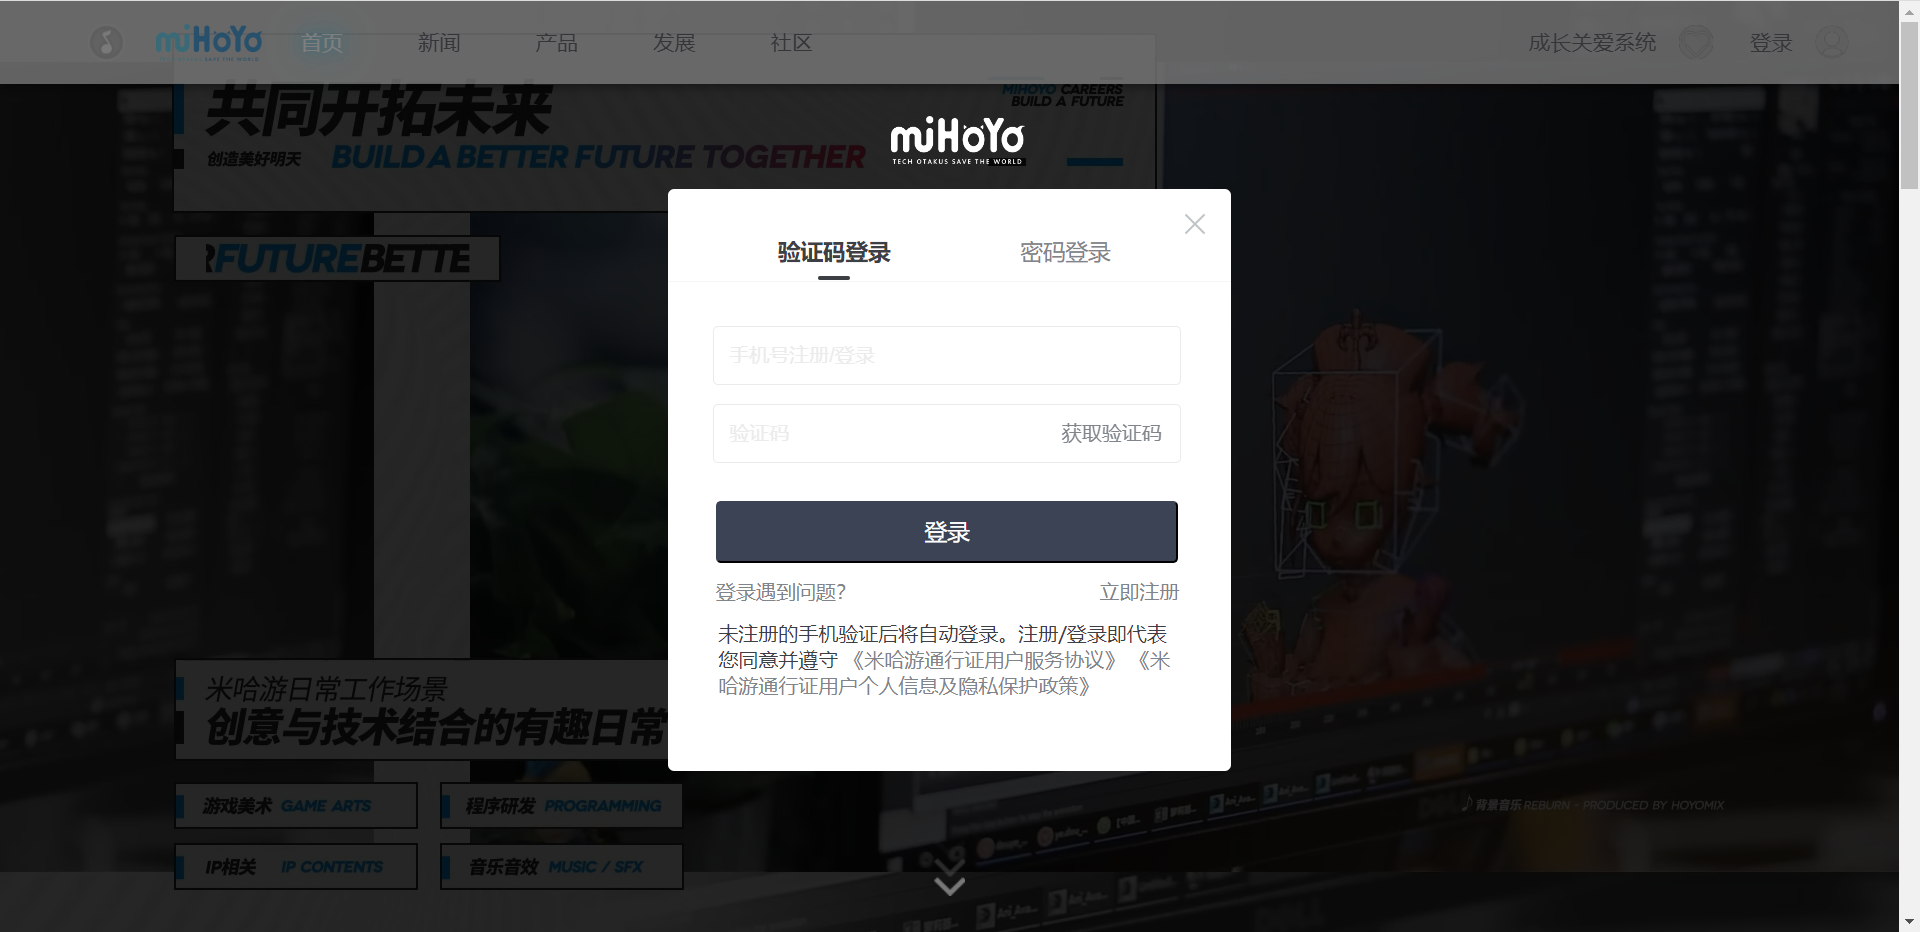 miHoYo
TECH OTAKUS SAVE THE WORLD
首页
新闻
产品
发展
社区
成长关爱系统
登录
共同开拓未来
MIHOYO CAREERS
BUILD A FUTURE
创造美好明天
BUILD A BETTER FUTURE TOGETHER
miHoYo
TECH OTAKUS SAVE THE WORLD
FUTUREBETTE
验证码登录
密码登录
手机号注册/登录
验证码
获取验证码
登录
登录遇到问题?
立即注册
未注册的手机验证后将自动登录。注册/登录即代表
您同意并遵守 《米哈游通行证用户服务协议》 《米
哈游通行证用户个人信息及隐私保护政策》
米哈游日常工作场景
创意与技术结合的有趣日常
游戏美术 GAME ARTS
程序研发 PROGRAMMING
IP相关 IP CONTENTS
音乐音效 MUSIC / SFX
背景音乐 REBURN - PRODUCED BY HOYOMIX